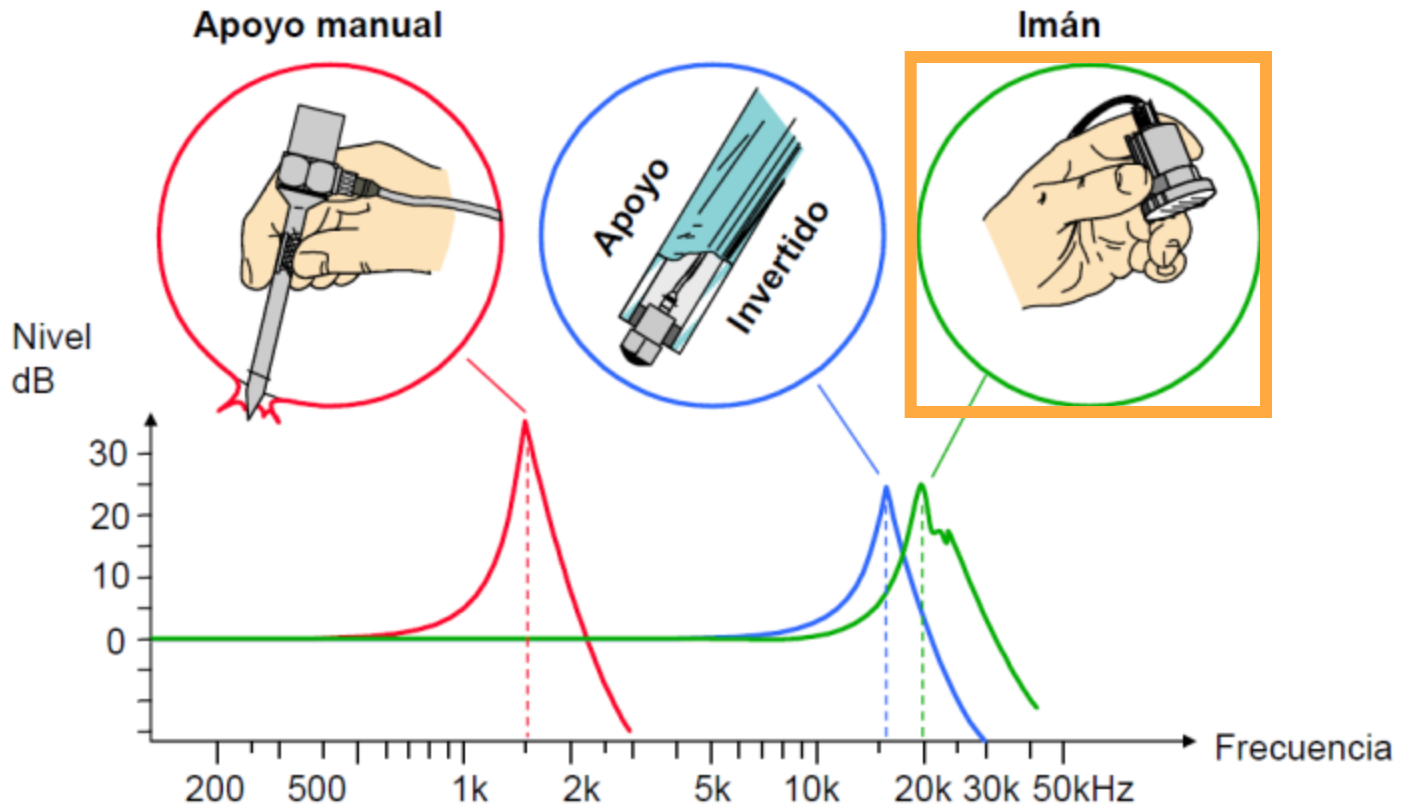 Apoyo manual
Imán
Apoyo
Invertido
Nivel
dB
30
20
10
0
200 500 1k 2k 5k 10k 20k 30k 50kHz
Frecuencia